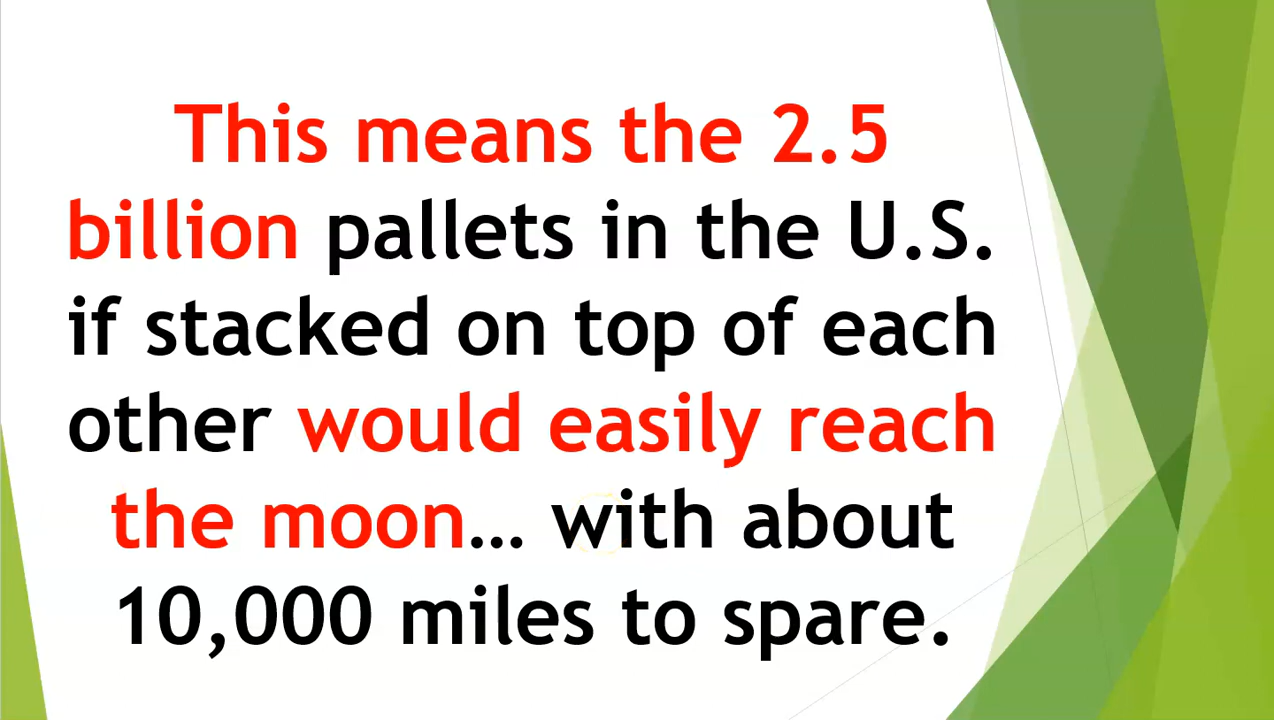 This means the 2.5
billion pallets in the U.S.
if stacked on top of each
other would easily reach
the moon… with about
10,000 miles to spare.